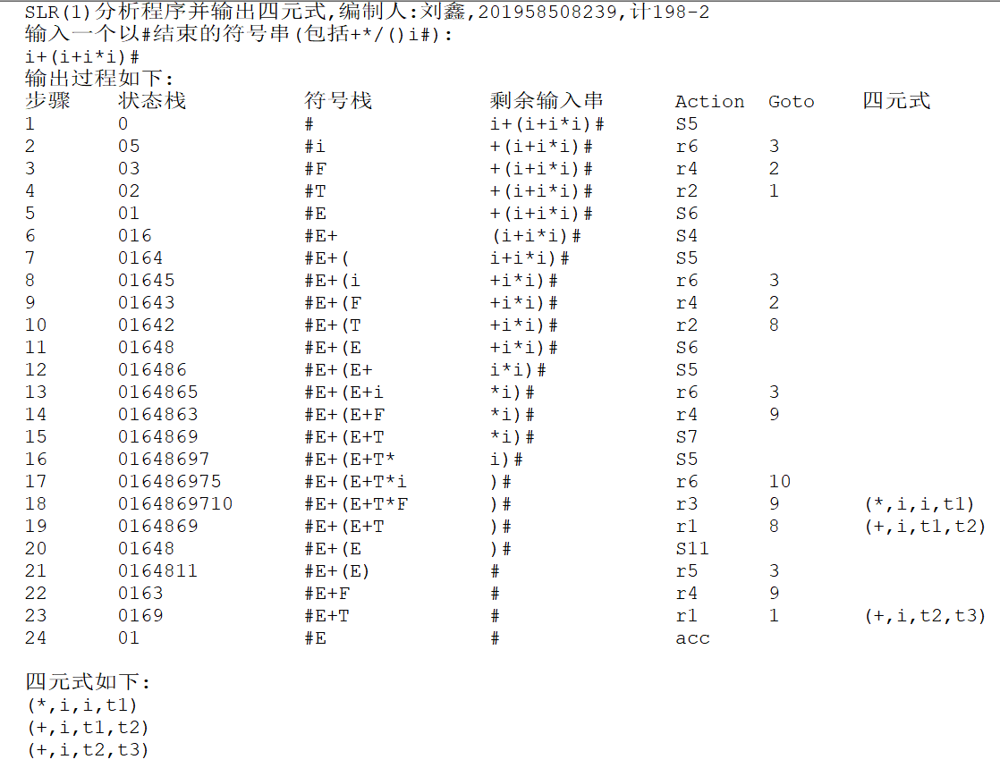 SLR(1)分析程序并输出四元式,编制人:刘鑫,201958508239,计198-2
输入一个以#结束的符号串(包括+*/()i#):
i+(i+i*i)#
输出过程如下:
步骤 状态栈 符号栈 剩余输入串 Action Goto 四元式
1 0 # i+(i+i*i)# S5
2 05 #i +(i+i*i)# r6 3
3 03 #F +(i+i*i)# r4 2
4 02 #T +(i+i*i)# r2 1
5 01 #E +(i+i*i)# S6
6 016 #E+ (i+i*i)# S4
7 0164 #E+( i+i*i)# S5
8 01645 #E+(i +i*i)# r6 3
9 01643 #E+(F +i*i)# r4 2
10 01642 #E+(T +i*i)# r2 8
11 01648 #E+(E +i*i)# S6
12 016486 #E+(E+ i*i)# S5
13 0164865 #E+(E+i *i)# r6 3
14 0164863 #E+(E+F *i)# r4 9
15 0164869 #E+(E+T *i)# S7
16 01648697 #E+(E+T* i)# S5
17 016486975 #E+(E+T*i )# r6 10
18 0164869710 #E+(E+T*F )# r3 9 (*,i,i,t1)
19 0164869 #E+(E+T )# r1 8 (+,i,t1,t2)
20 01648 #E+(E )# S11
21 0164811 #E+(E) # r5 3
22 0163 #E+F # r4 9
23 0169 #E+T # r1 1 (+,i,t2,t3)
24 01 #E # acc
四元式如下:
(*,i,i,t1)
(+,i,t1,t2)
(+,i,t2,t3)